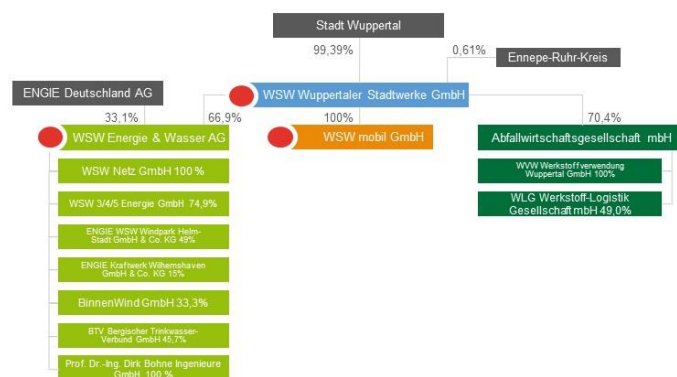 Stadt Wuppertal
99,39%
0,61%
Ennepe-Ruhr-Kreis
ENGIE Deutschland AG
WSW Wuppertaler Stadtwerke GmbH
33,1%
66,9%
100%
70,4%
WSW Energie & Wasser AG
WSW mobil GmbH
Abfallwirtschaftsgesellschaft mbH
WSW Netz GmbH 100 %
WSW 3/4/5 Energie GmbH 74,9%
ENGIE WSW Windpark Helm-
Stadt GmbH & Co. KG 49%
ENGIE Kraftwerk Wilhemshaven
GmbH & Co. KG 15%
BinnenWind GmbH 33,3%
BTV Bergischer Trinkwasser-
Verbund GmbH 45,7%
Prof. Dr.-Ing. Dirk Bohne Ingenieure
GmbH 100 %
WVW Werkstoffverwendung
Wuppertal GmbH 100%
WLG Werkstoff-Logistik
Gesellschaft mbH 49,0%